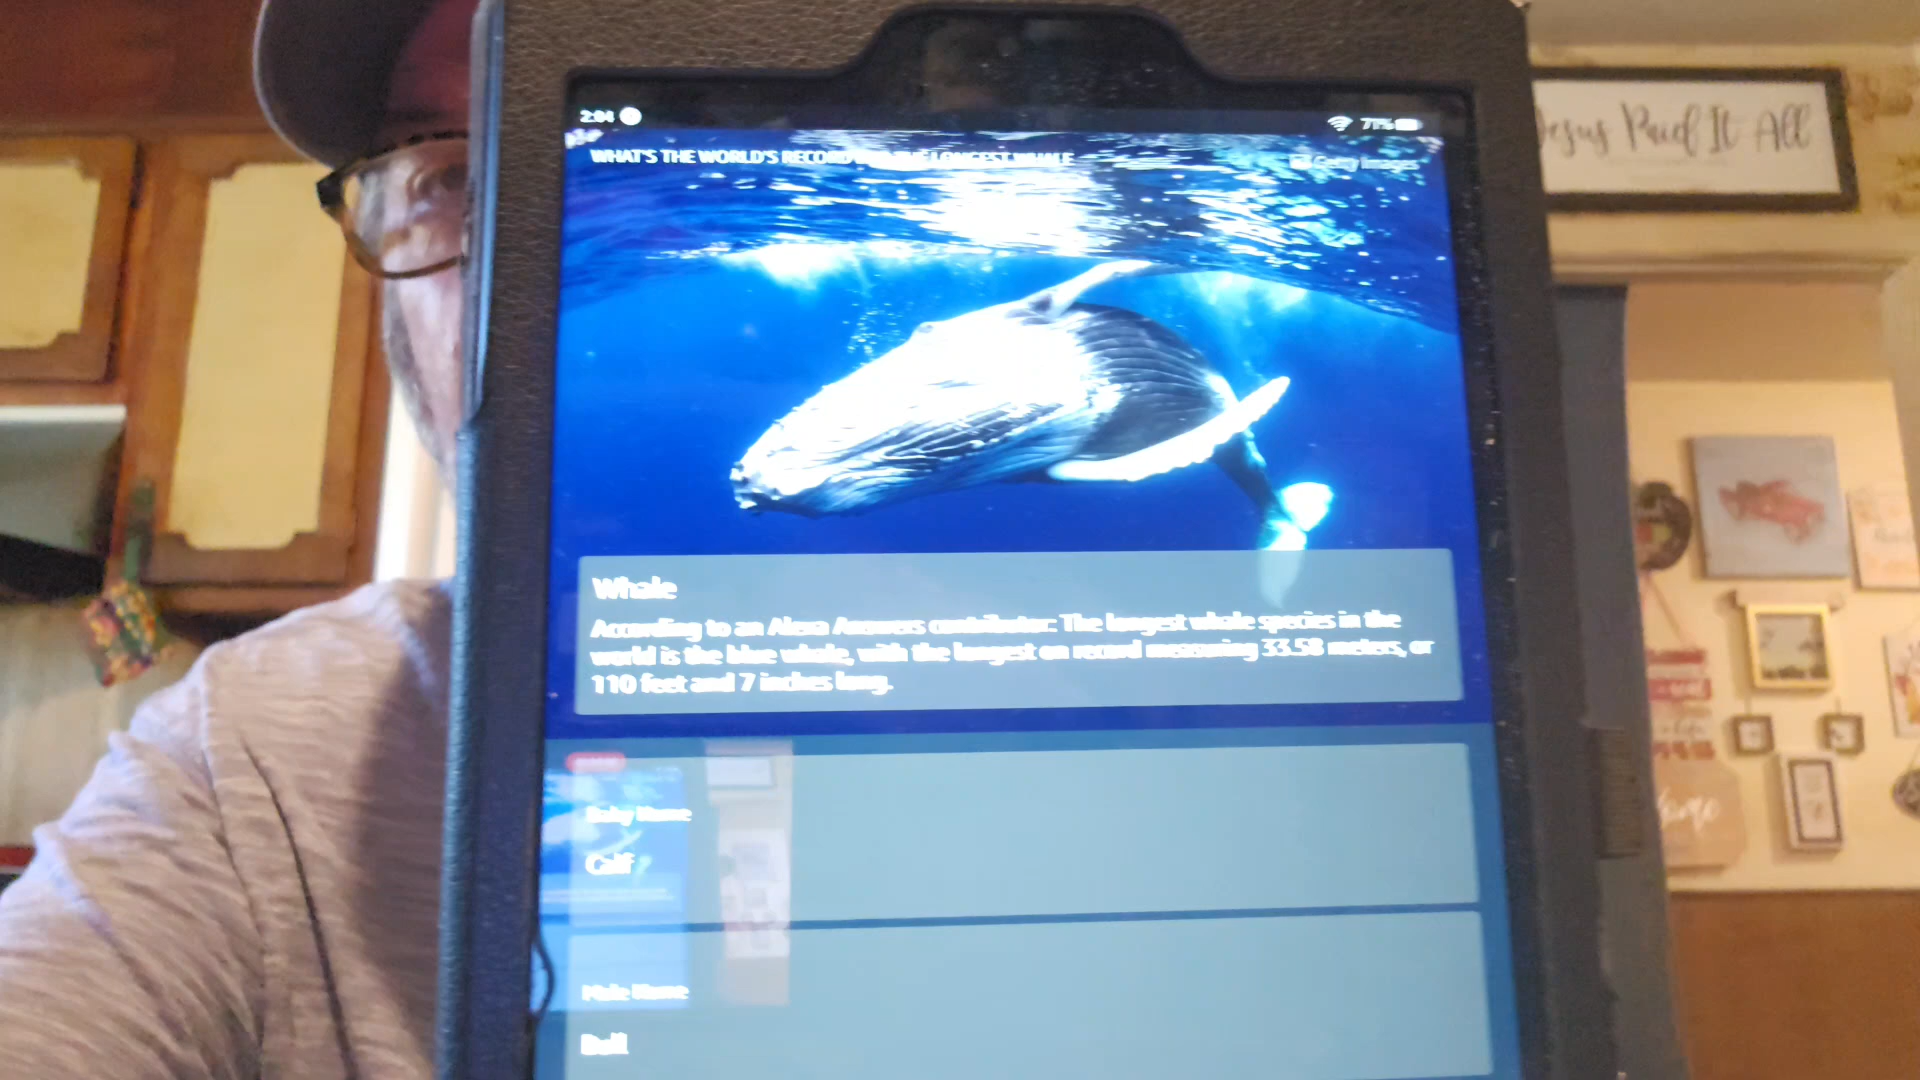 2:04
71%
WHAT'S THE WORLD'S RECORD THE LONGEST WHALE
Getty Images
Jesus Paid It All
Whale
According to an Alexa Answers contributor: The longest whale species in the
world is the blue whale, with the longest on record measuring 33.58 meters, or
110 feet and 7 inches long.
Baby Name
Calf
Male Name
Bull